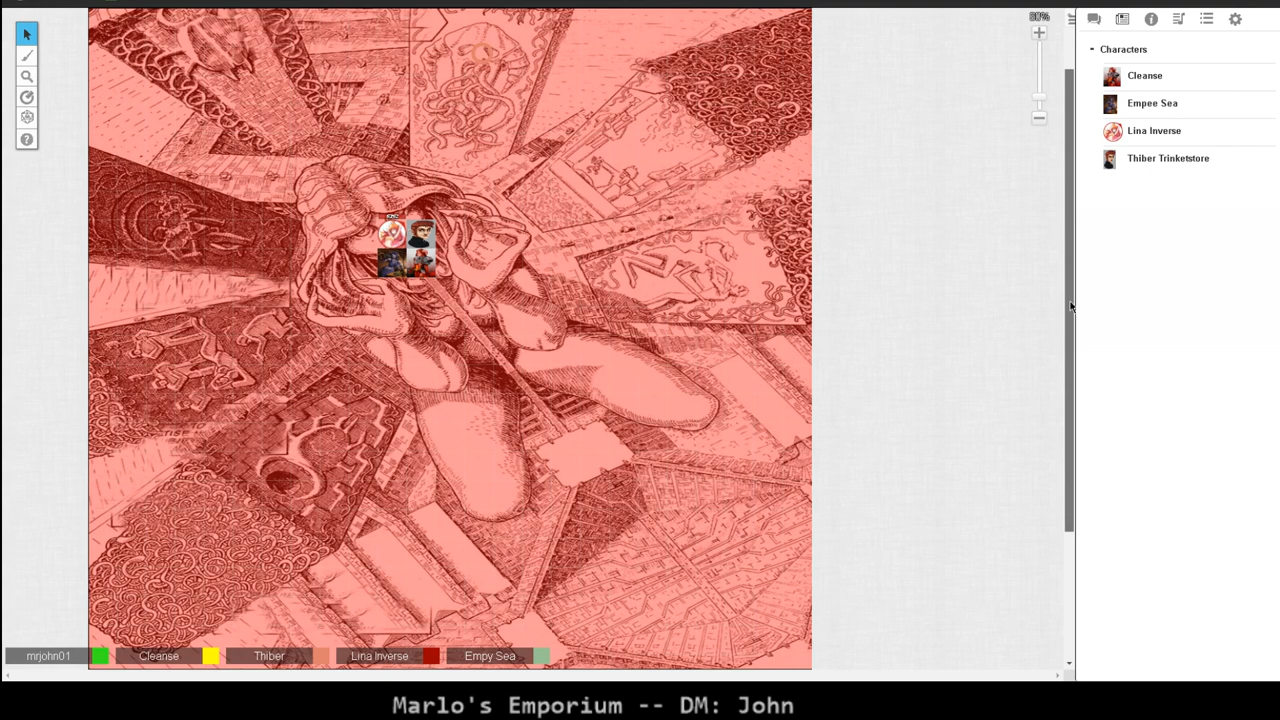 80%
Characters
Cleanse
Empee Sea
Lina Inverse
Thiber Trinketstore
mrjohn01
Cleanse
Thiber
Lina Inverse
Empy Sea
Marlo's Emporium -- DM: John